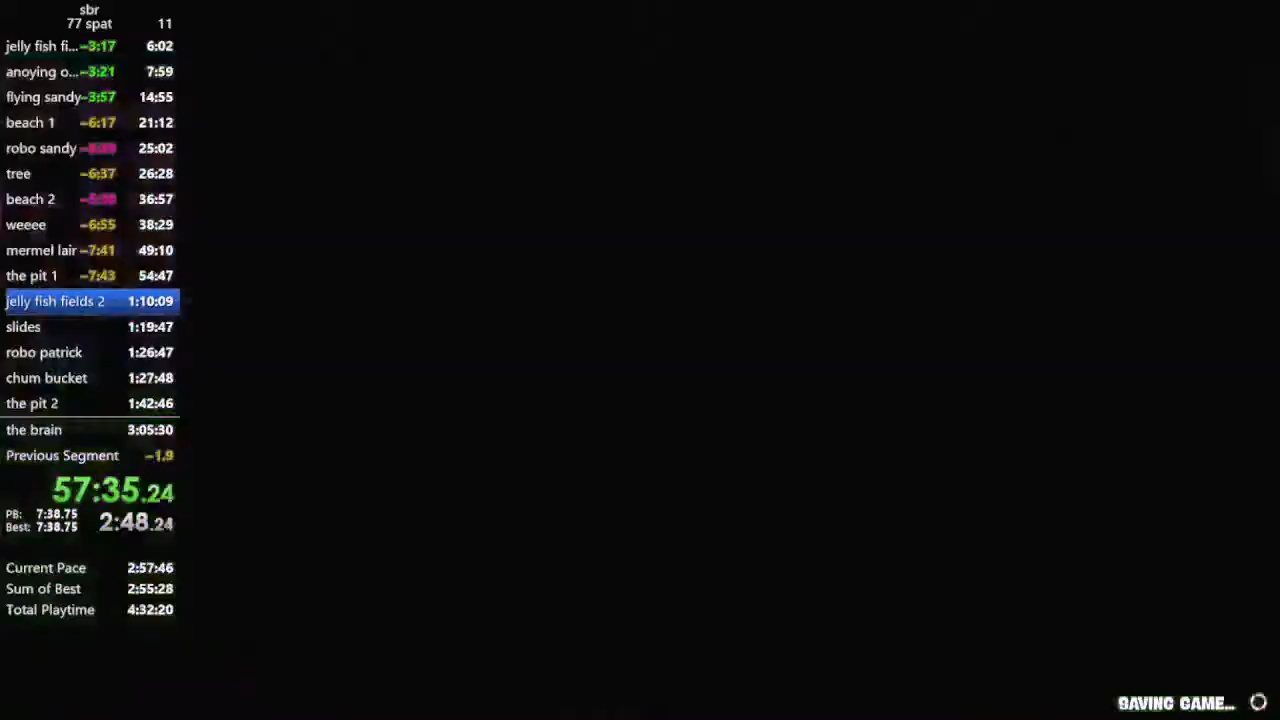 sbr
77 spat 11
jelly fish fi... -3:17 6:02
anoying o... -3:21 7:59
flying sandy -3:57 14:55
beach 1 -6:17 21:12
robo sandy 25:02
tree -6:37 26:28
beach 2 36:57
weeee -6:55 38:29
mermel lair -7:41 49:10
the pit 1 -7:43 54:47
jelly fish fields 2 1:10:09
slides 1:19:47
robo patrick 1:26:47
chum bucket 1:27:48
the pit 2 1:42:46
the brain 3:05:30
Previous Segment -1.9
57:35.24
PB: 7:38.75
Best: 7:38.75
2:48.24
Current Pace 2:57:46
Sum of Best 2:55:28
Total Playtime 4:32:20
SAVING GAME...